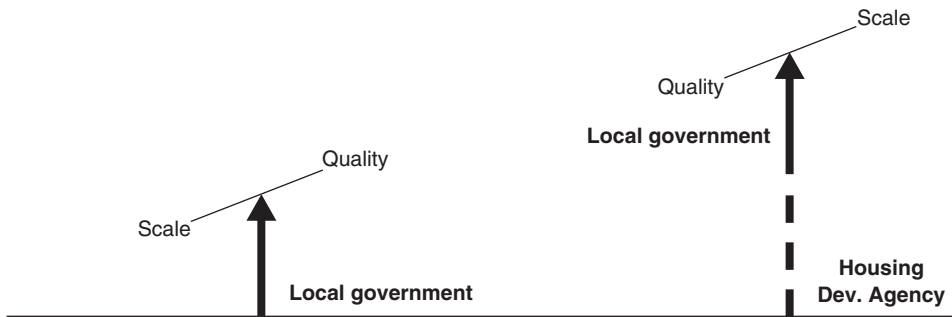 Scale
Quality
Local government
Quality
Scale
Local government
Housing
Dev. Agency